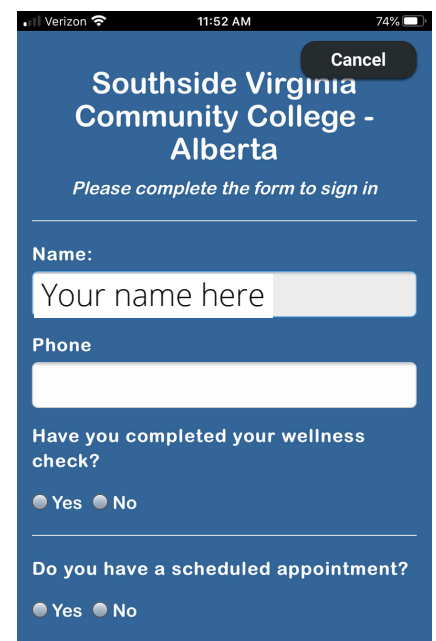 Verizon 11:52 AM 74%
Cancel
Southside Virginia
Community College -
Alberta
Please complete the form to sign in
Name:
Your name here
Phone
Have you completed your wellness
check?
Yes No
Do you have a scheduled appointment?
Yes No